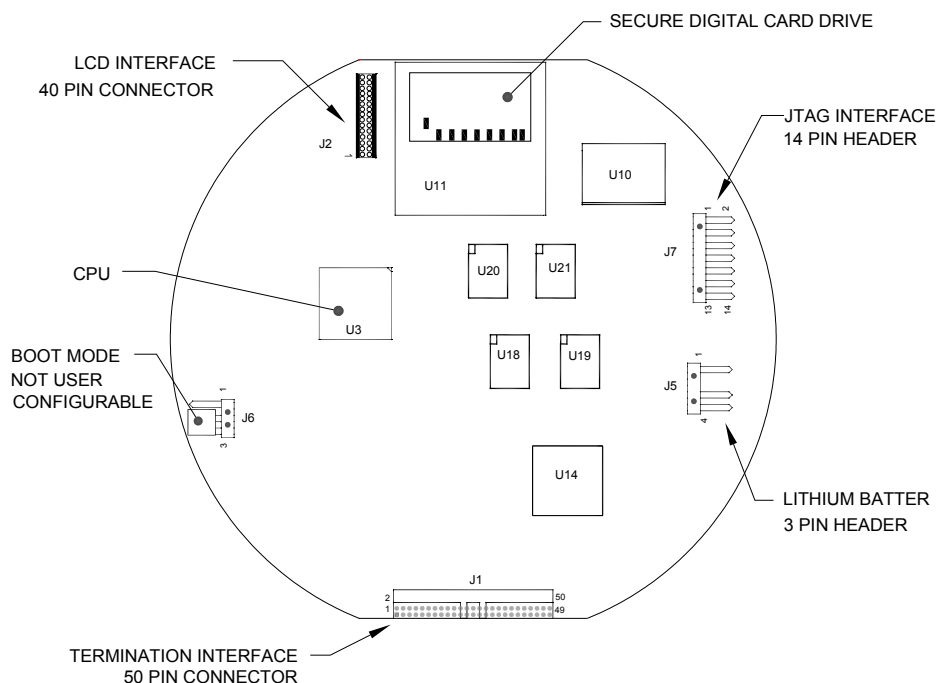 SECURE DIGITAL CARD DRIVE
LCD INTERFACE
40 PIN CONNECTOR
JTAG INTERFACE
14 PIN HEADER
J2
1
U11
U10
1
2
J7
13
14
U20
U21
CPU
U3
BOOT MODE
NOT USER
CONFIGURABLE
1
J6
3
U18
U19
1
J5
4
U14
LITHIUM BATTER
3 PIN HEADER
J1
2
50
1
49
TERMINATION INTERFACE
50 PIN CONNECTOR